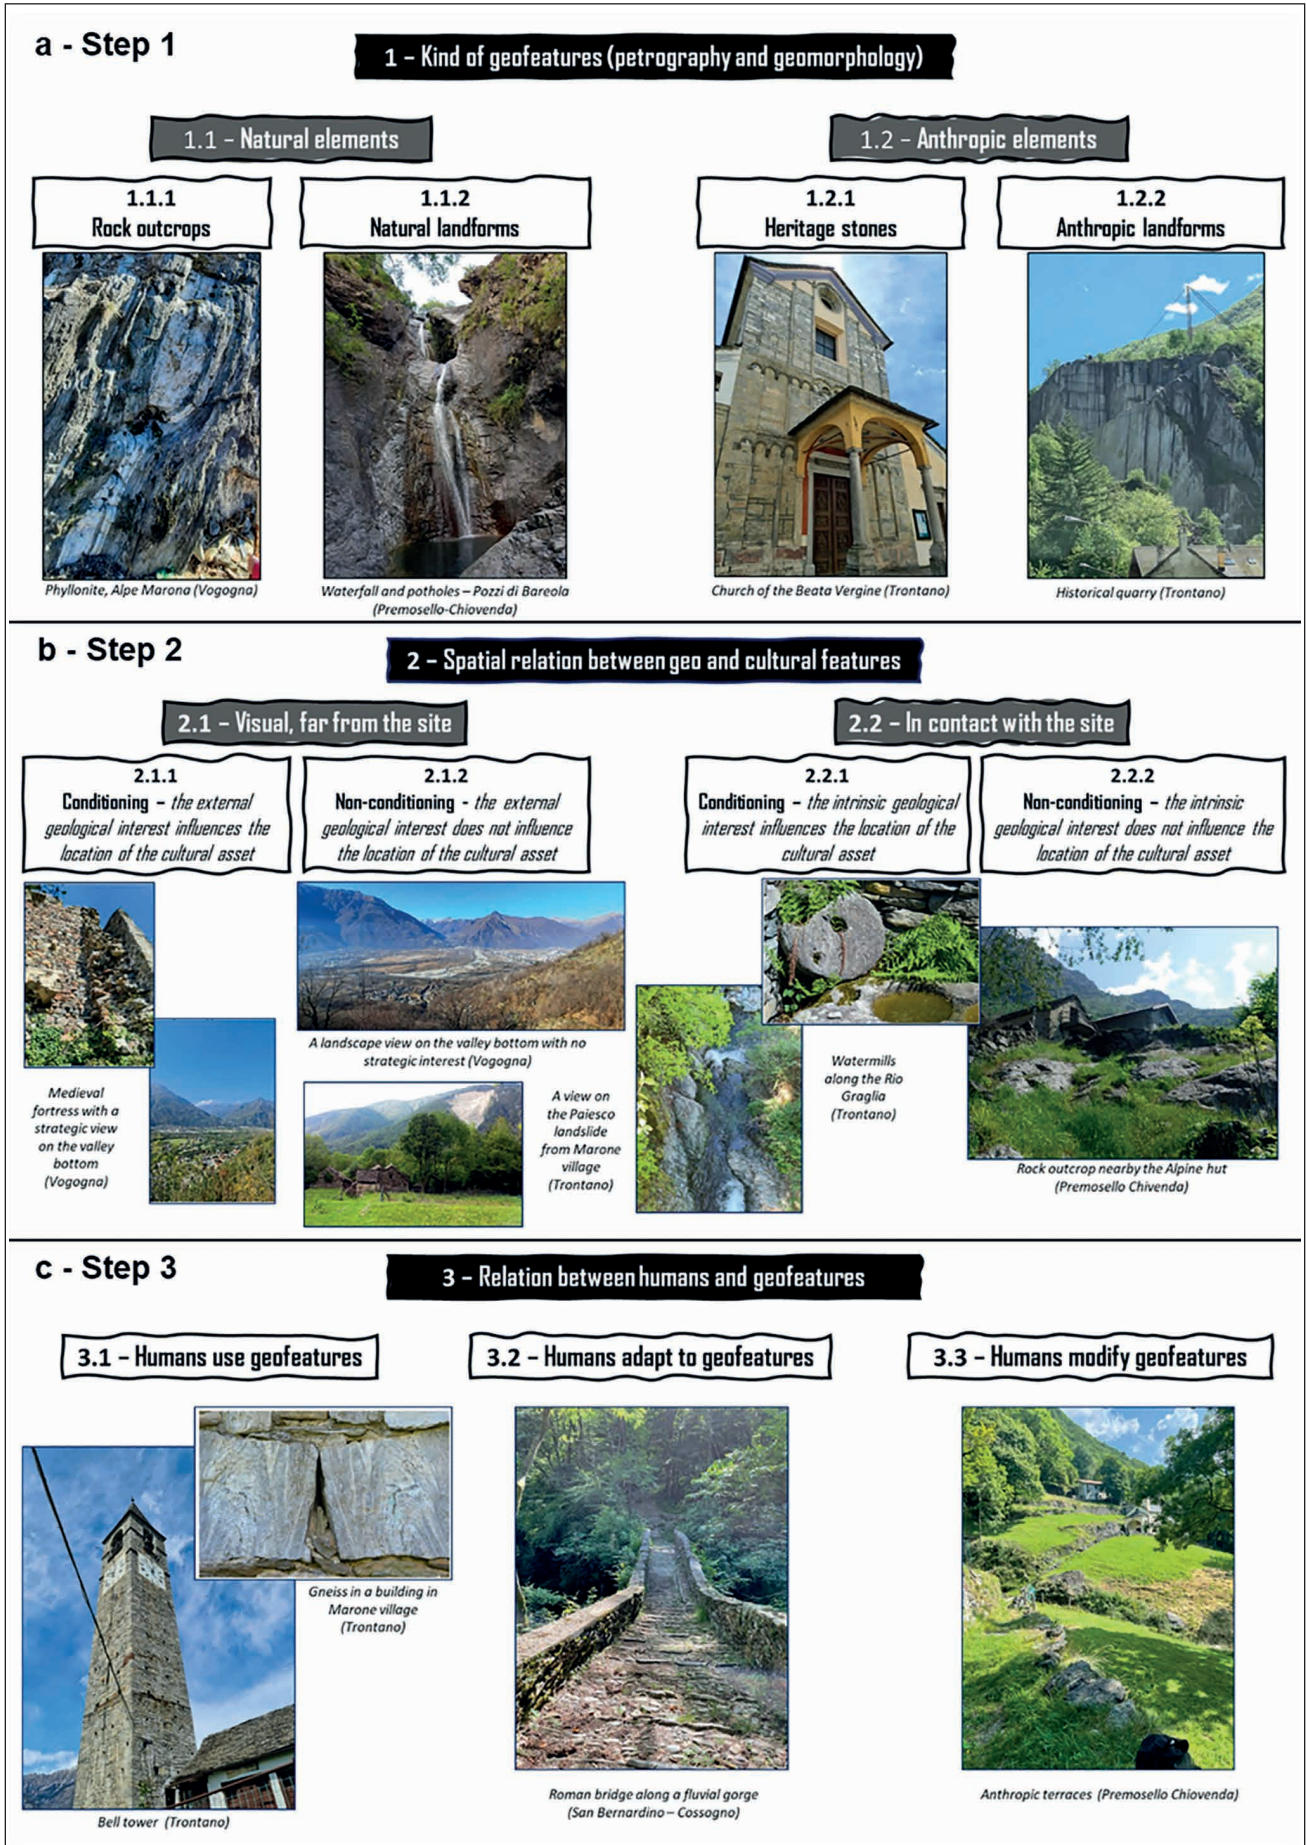 a - Step 1
1 – Kind of geofeatures (petrography and geomorphology)
1.1 – Natural elements
1.2 – Anthropic elements
1.1.1
Rock outcrops
1.1.2
Natural landforms
1.2.1
Heritage stones
1.2.2
Anthropic landforms
Phyllonite, Alpe Marona (Vogogna)
Waterfall and potholes – Pozzi di Bareola
(Premosello-Chiovenda)
Church of the Beata Vergine (Trontano)
Historical quarry (Trontano)
b - Step 2
2 – Spatial relation between geo and cultural features
2.1 – Visual, far from the site
2.2 – In contact with the site
2.1.1
Conditioning – the external
geological interest influences the
location of the cultural asset
2.1.2
Non-conditioning - the external
geological interest does not influence
the location of the cultural asset
2.2.1
Conditioning – the intrinsic geological
interest influences the location of the
cultural asset
2.2.2
Non-conditioning – the intrinsic
geological interest does not influence the
location of the cultural asset
Medieval
fortress with a
strategic view
on the valley
bottom
(Vogogna)
A landscape view on the valley bottom with no
strategic interest (Vogogna)
A view on
the Paiesco
landslide
from Marone
village
(Trontano)
Watermills
along the Rio
Graglia
(Trontano)
Rock outcrop nearby the Alpine hut
(Premosello Chivenda)
c - Step 3
3 – Relation between humans and geofeatures
3.1 – Humans use geofeatures
3.2 – Humans adapt to geofeatures
3.3 – Humans modify geofeatures
Gneiss in a building in
Marone village
(Trontano)
Bell tower (Trontano)
Roman bridge along a fluvial gorge
(San Bernardino – Cossogno)
Anthropic terraces (Premosello Chiovenda)